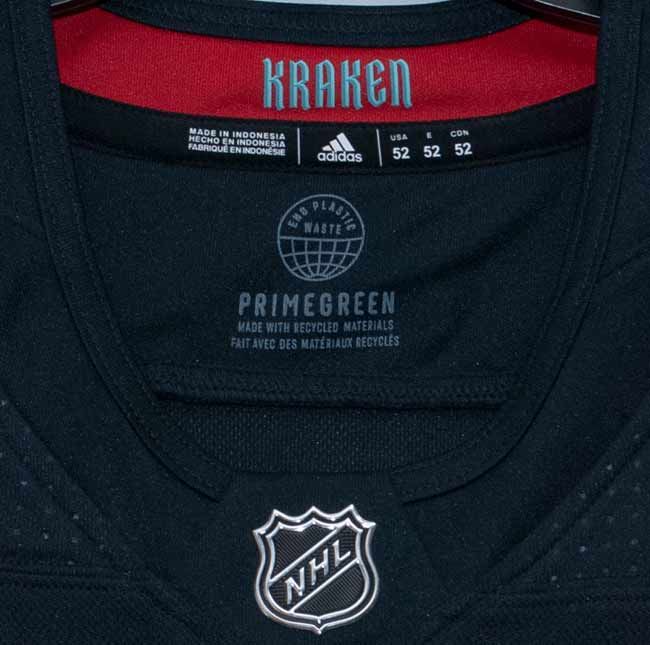 KRAKEN
MADE IN INDONESIA
HECHO EN INDONESIA
FABRIQUÉ EN INDONÉSIE
adidas
USA E CDN
52 52 52
END PLASTIC
WASTE
PRIMEGREEN
MADE WITH RECYCLED MATERIALS
FAIT AVEC DES MATÉRIAUX RECYCLÉS
NHL